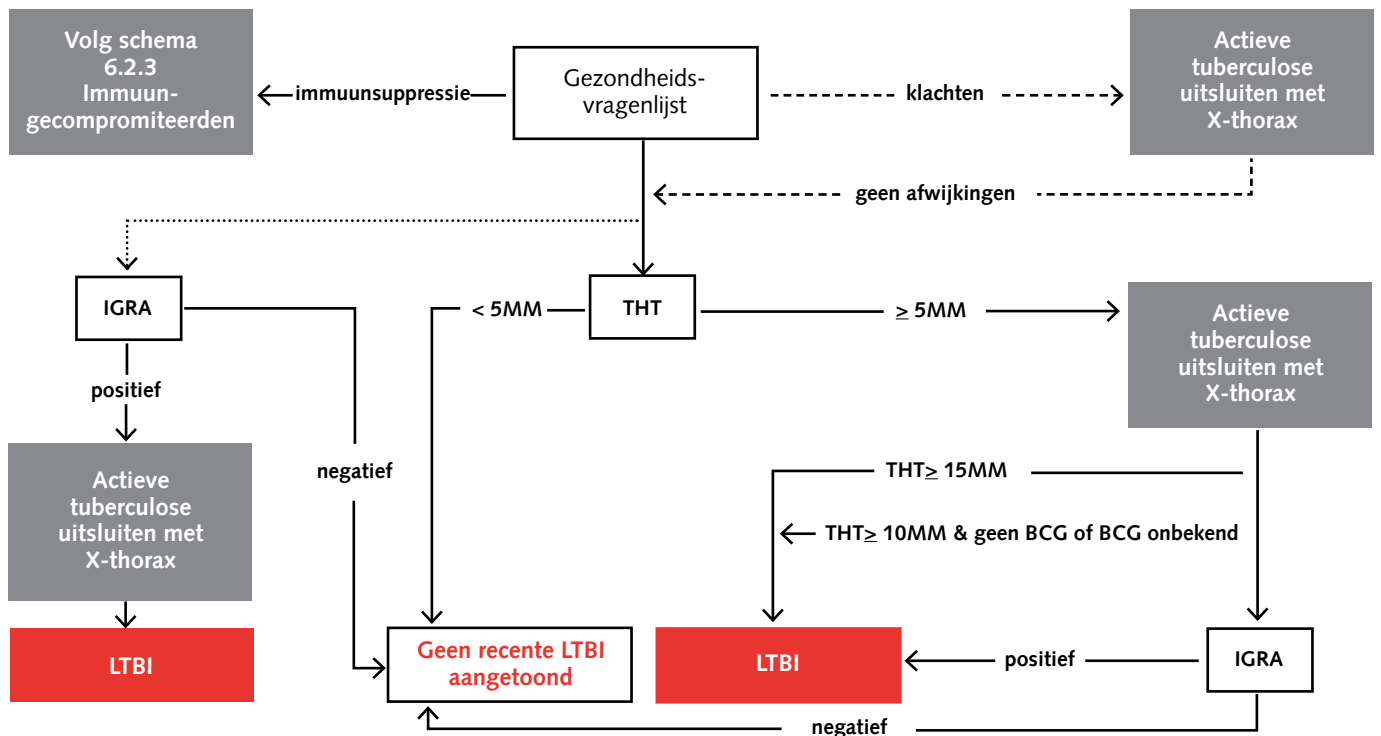 Volg schema
6.2.3
Immuun-
gecompromiteerden
immuunsuppressie
Gezondheids-
vragenlijst
klachten
Actieve
tuberculose
uitsluiten met
X-thorax
geen afwijkingen
IGRA
< 5MM
THT
≥ 5MM
Actieve
tuberculose
uitsluiten met
X-thorax
positief
negatief
Actieve
tuberculose
uitsluiten met
X-thorax
THT≥ 15MM
THT≥ 10MM & geen BCG of BCG onbekend
LTBI
Geen recente LTBI
aangetoond
LTBI
positief
IGRA
negatief